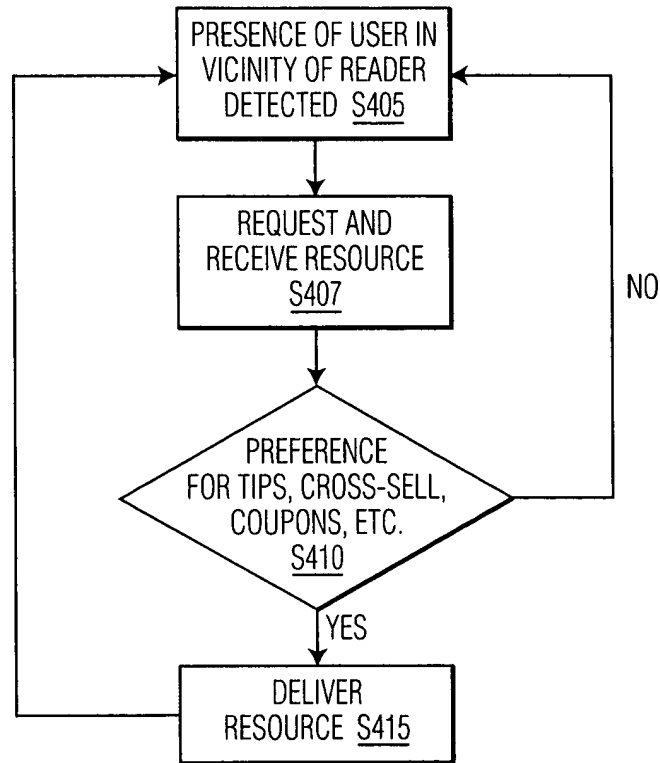 PRESENCE OF USER IN
VICINITY OF READER
DETECTED S405
REQUEST AND
RECEIVE RESOURCE
S407
NO
PREFERENCE
FOR TIPS, CROSS-SELL,
COUPONS, ETC.
S410
YES
DELIVER
RESOURCE S415